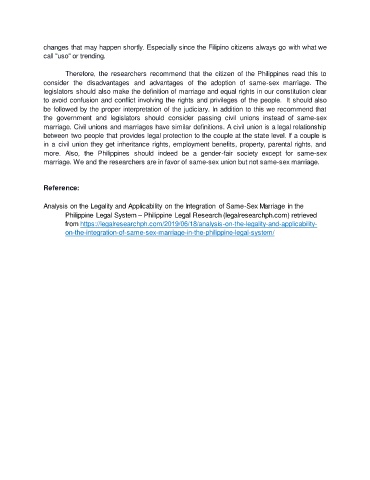 changes that may happen shortly. Especially since the Filipino citizens always go with what we
call "uso" or trending.
Therefore, the researchers recommend that the citizen of the Philippines read this to
consider the disadvantages and advantages of the adoption of same-sex marriage. The
legislators should also make the definition of marriage and equal rights in our constitution clear
to avoid confusion and conflict involving the rights and privileges of the people. It should also
be followed by the proper interpretation of the judiciary. In addition to this we recommend that
the government and legislators should consider passing civil unions instead of same-sex
marriage. Civil unions and marriages have similar definitions. A civil union is a legal relationship
between two people that provides legal protection to the couple at the state level. If a couple is
in a civil union they get inheritance rights, employment benefits, property, parental rights, and
more. Also, the Philippines should indeed be a gender-fair society except for same-sex
marriage. We and the researchers are in favor of same-sex union but not same-sex marriage.
Reference:
Analysis on the Legality and Applicability on the Integration of Same-Sex Marriage in the
Philippine Legal System – Philippine Legal Research (legalresearchph.com) retrieved
from https://legalresearchph.com/2019/06/18/analysis-on-the-legality-and-applicability-
on-the-integration-of-same-sex-marriage-in-the-philippine-legal-system/